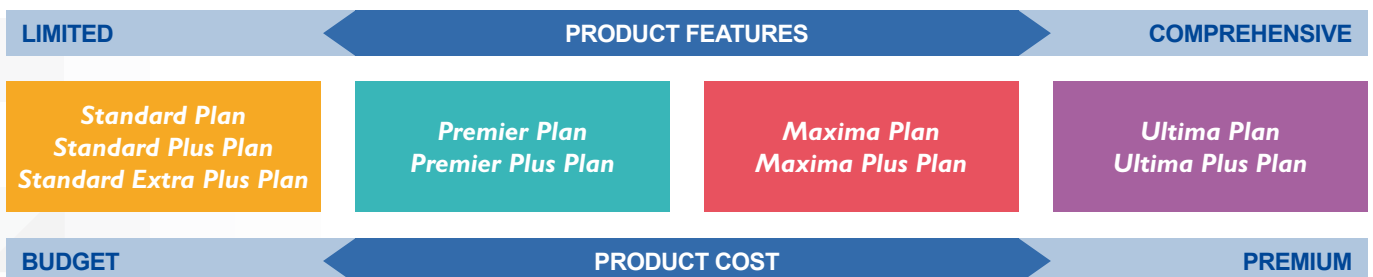 LIMITED PRODUCT FEATURES COMPREHENSIVE
Standard Plan
Standard Plus Plan
Standard Extra Plus Plan
Premier Plan
Premier Plus Plan
Maxima Plan
Maxima Plus Plan
Ultima Plan
Ultima Plus Plan
BUDGET PRODUCT COST PREMIUM